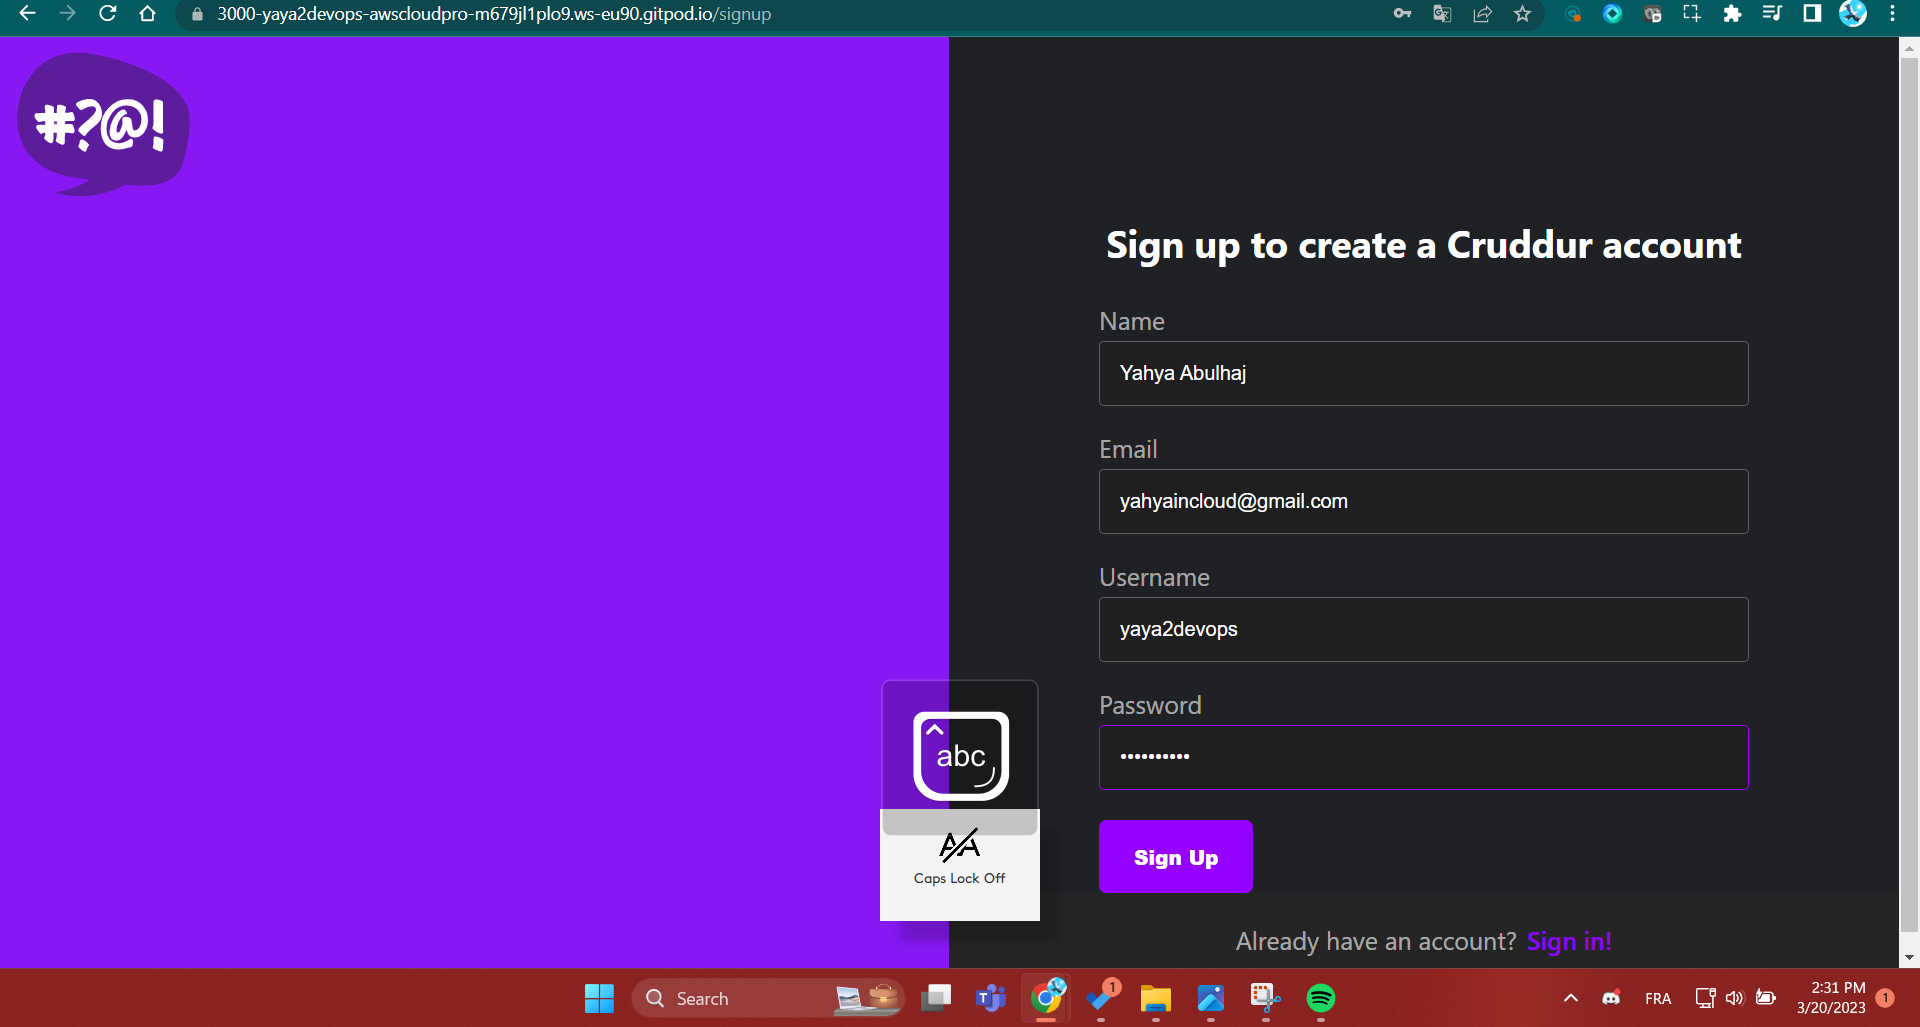 3000-yaya2devops-awscloudpro-m679jl1plo9.ws-eu90.gitpod.io/signup
#?@!
Sign up to create a Cruddur account
Name
Yahya Abulhaj
Email
yahyaincloud@gmail.com
Username
yaya2devops
Password
••••••••••
abc
Caps Lock Off
Sign Up
Already have an account? Sign in!
Search
1
FRA
2:31 PM
3/20/2023
1